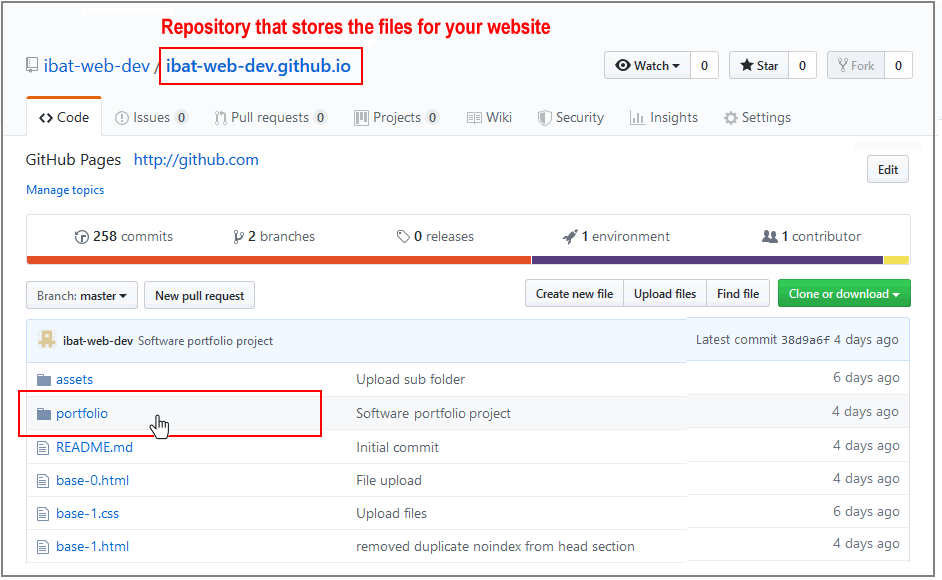 Repository that stores the files for your website
ibat-web-dev / ibat-web-dev.github.io Watch 0 Star 0 Fork 0
Code Issues 0 Pull requests 0 Projects 0 Wiki Security Insights Settings
GitHub Pages http://github.com Edit
Manage topics
258 commits 2 branches 0 releases 1 environment 1 contributor
Branch: master New pull request Create new file Upload files Find file Clone or download
ibat-web-dev Software portfolio project Latest commit 38d9a6f 4 days ago
assets Upload sub folder 6 days ago
portfolio Software portfolio project 4 days ago
README.md Initial commit 4 days ago
base-0.html File upload 4 days ago
base-1.css Upload files 6 days ago
base-1.html removed duplicate noindex from head section 4 days ago